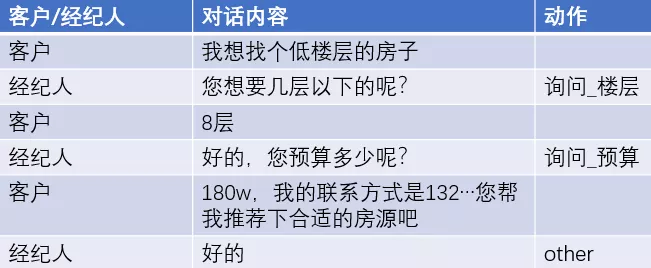 客户/经纪人 对话内容 动作
客户 我想找个低楼层的房子
经纪人 您想要几层以下的呢？ 询问_楼层
客户 8层
经纪人 好的，您预算多少呢？ 询问_预算
客户 180w，我的联系方式是132…您帮
我推荐下合适的房源吧
经纪人 好的 other